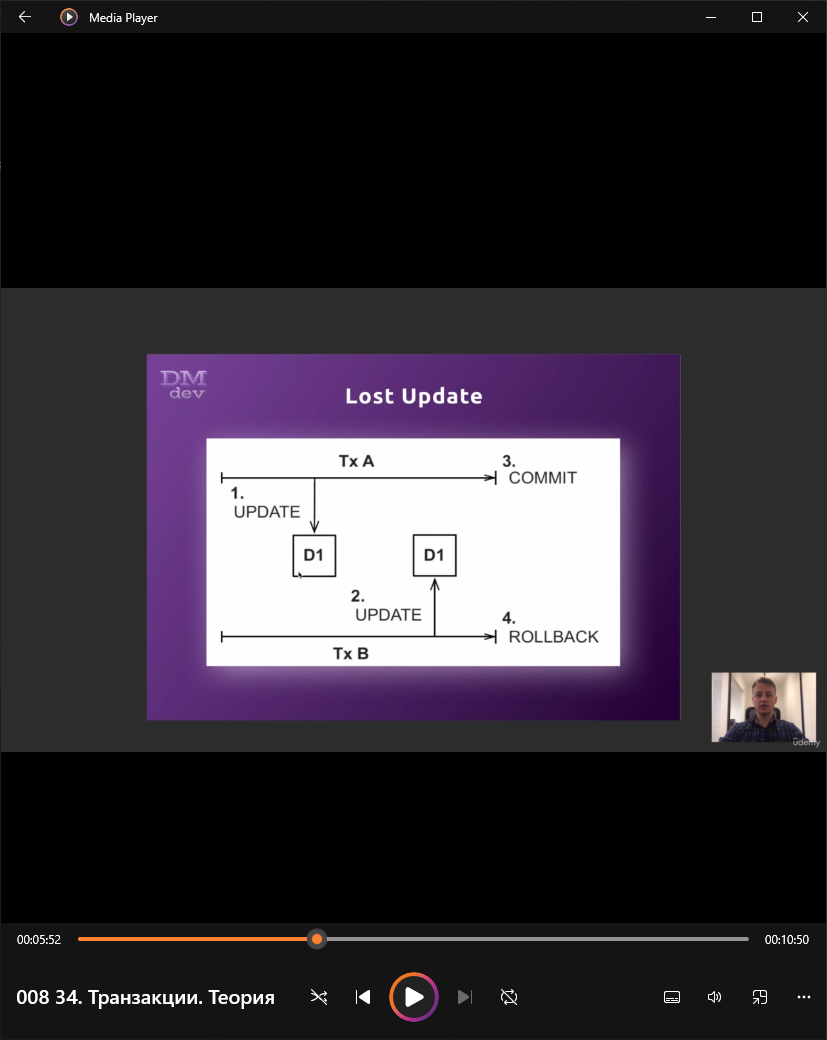 Media Player
DM
dev
Lost Update
Tx A
3.
COMMIT
1.
UPDATE
D1
D1
2.
UPDATE
4.
ROLLBACK
Tx B
udemy
00:05:52
00:10:50
008 34. Транзакции. Теория